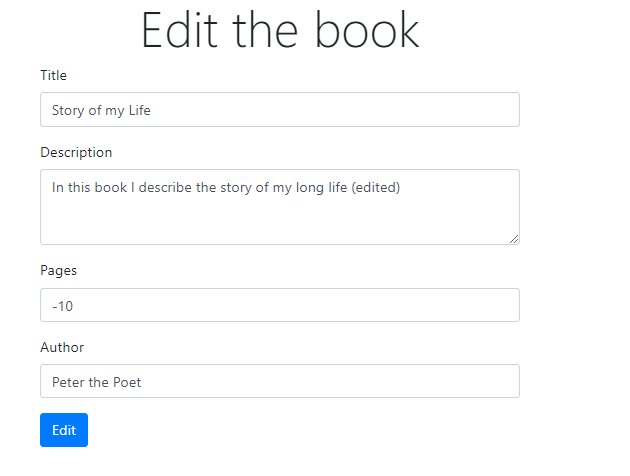 Edit the book
Title
Story of my Life
Description
In this book I describe the story of my long life (edited)
Pages
-10
Author
Peter the Poet
Edit